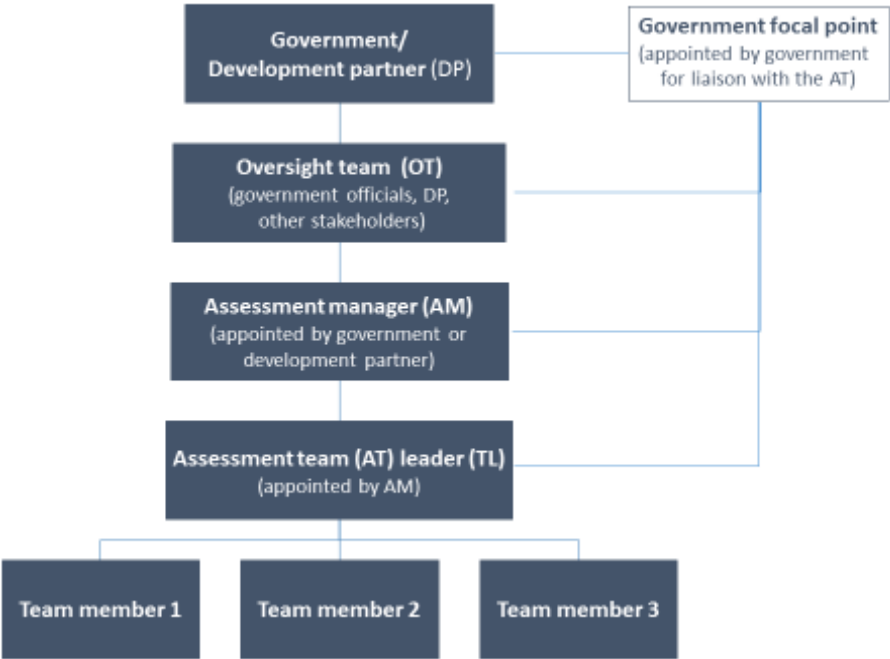 Government/
Development partner (DP)
Government focal point
(appointed by government
for liaison with the AT)
Oversight team (OT)
(government officials, DP,
other stakeholders)
Assessment manager (AM)
(appointed by government or
development partner)
Assessment team (AT) leader (TL)
(appointed by AM)
Team member 1
Team member 2
Team member 3